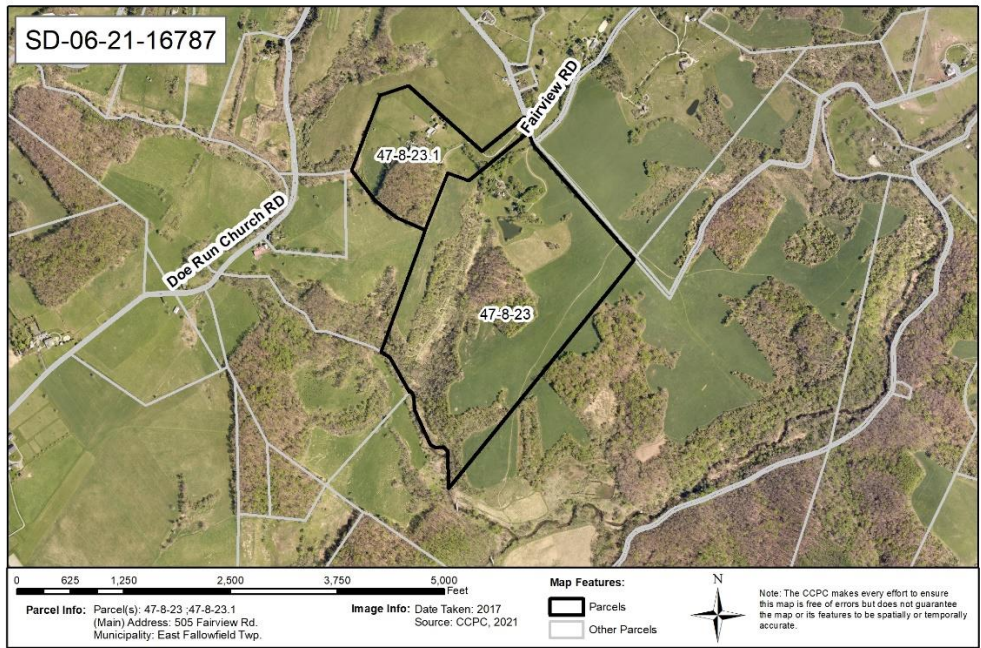 SD-06-21-16787
Fairview RD
47-8-23.1
Doe Run Church RD
47-8-23
0 625 1,250 2,500 3,750 5,000
Feet
Parcel Info: Parcel(s): 47-8-23 ;47-8-23.1
(Main) Address: 505 Fairview Rd.
Municipality: East Fallowfield Twp.
Image Info: Date Taken: 2017
Source: CCPC, 2021
Map Features:
Parcels
Other Parcels
N
Note: The CCPC makes every effort to ensure
this map is free of errors but does not guarantee
the map or its features to be spatially or temporally
accurate.